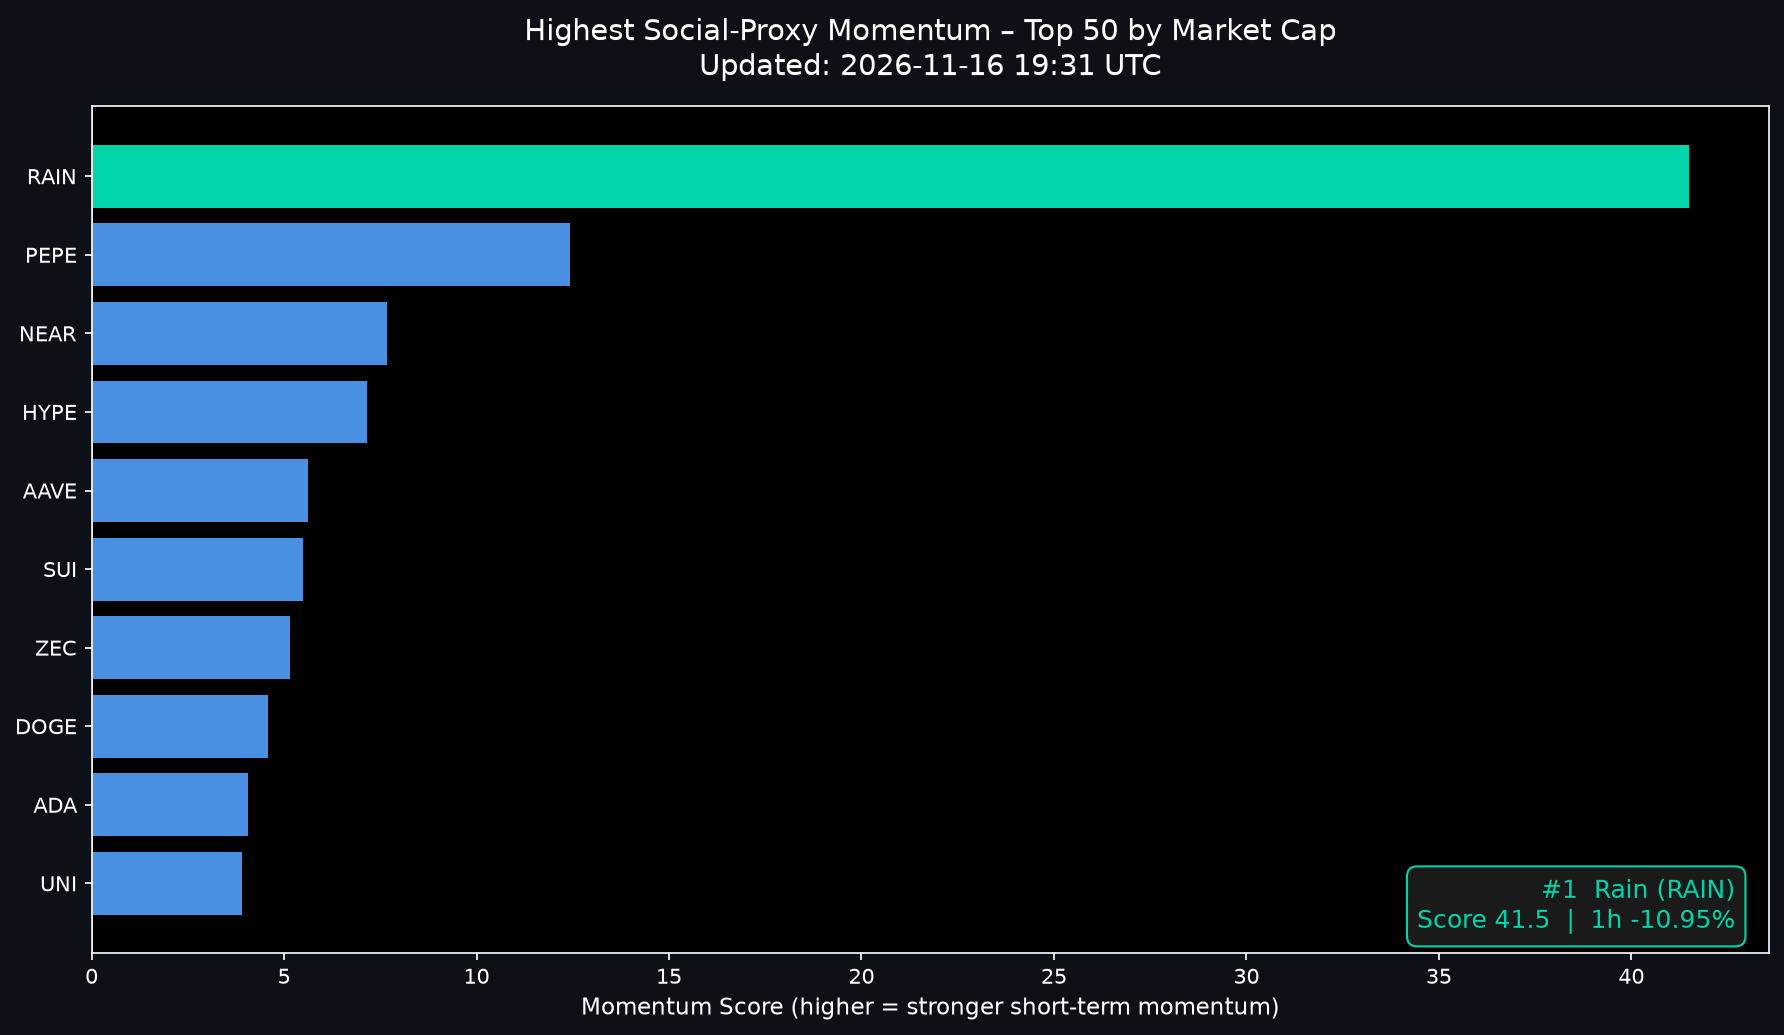 Highest Social-Proxy Momentum – Top 50 by Market Cap
Updated: 2026-11-16 19:31 UTC
RAIN
PEPE
NEAR
HYPE
AAVE
SUI
ZEC
DOGE
ADA
UNI
#1  Rain (RAIN)
Score 41.5  |  1h -10.95%
0 5 10 15 20 25 30 35 40
Momentum Score (higher = stronger short-term momentum)